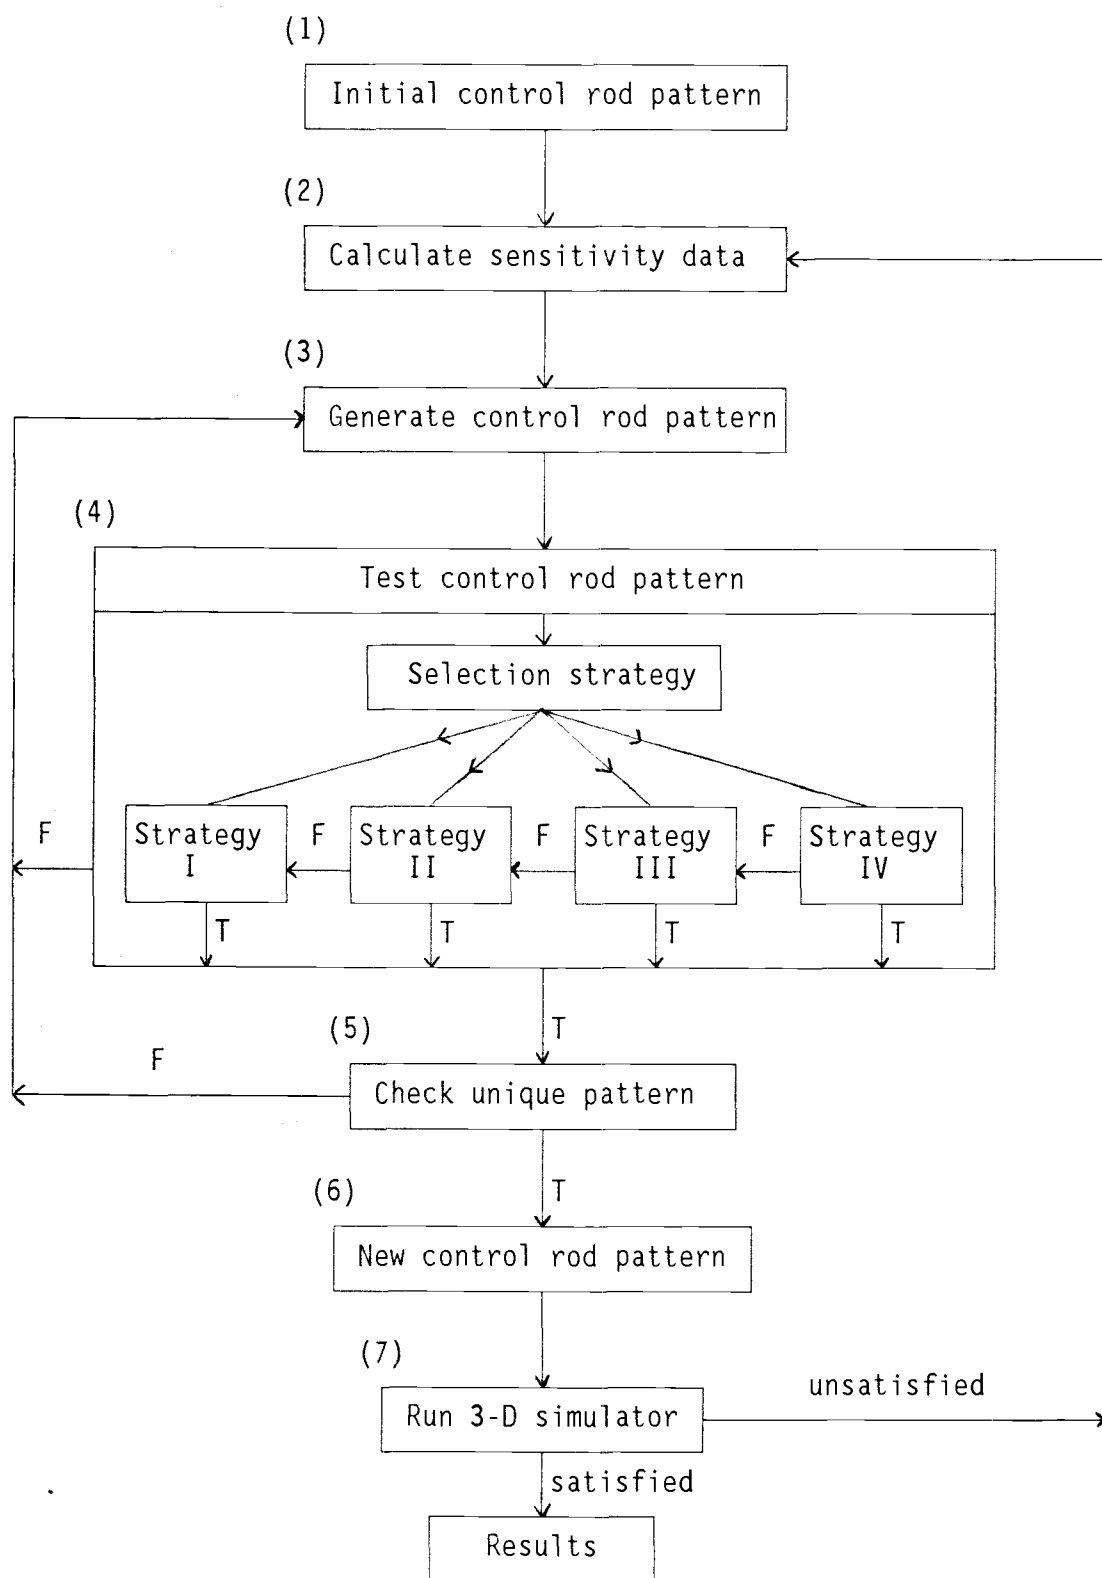 (1)
Initial control rod pattern
(2)
Calculate sensitivity data
(3)
Generate control rod pattern
(4)
Test control rod pattern
Selection strategy
F
Strategy
I
F
Strategy
II
F
Strategy
III
F
Strategy
IV
T
T
T
T
(5)
T
F
Check unique pattern
(6)
T
New control rod pattern
(7)
unsatisfied
Run 3-D simulator
satisfied
Results